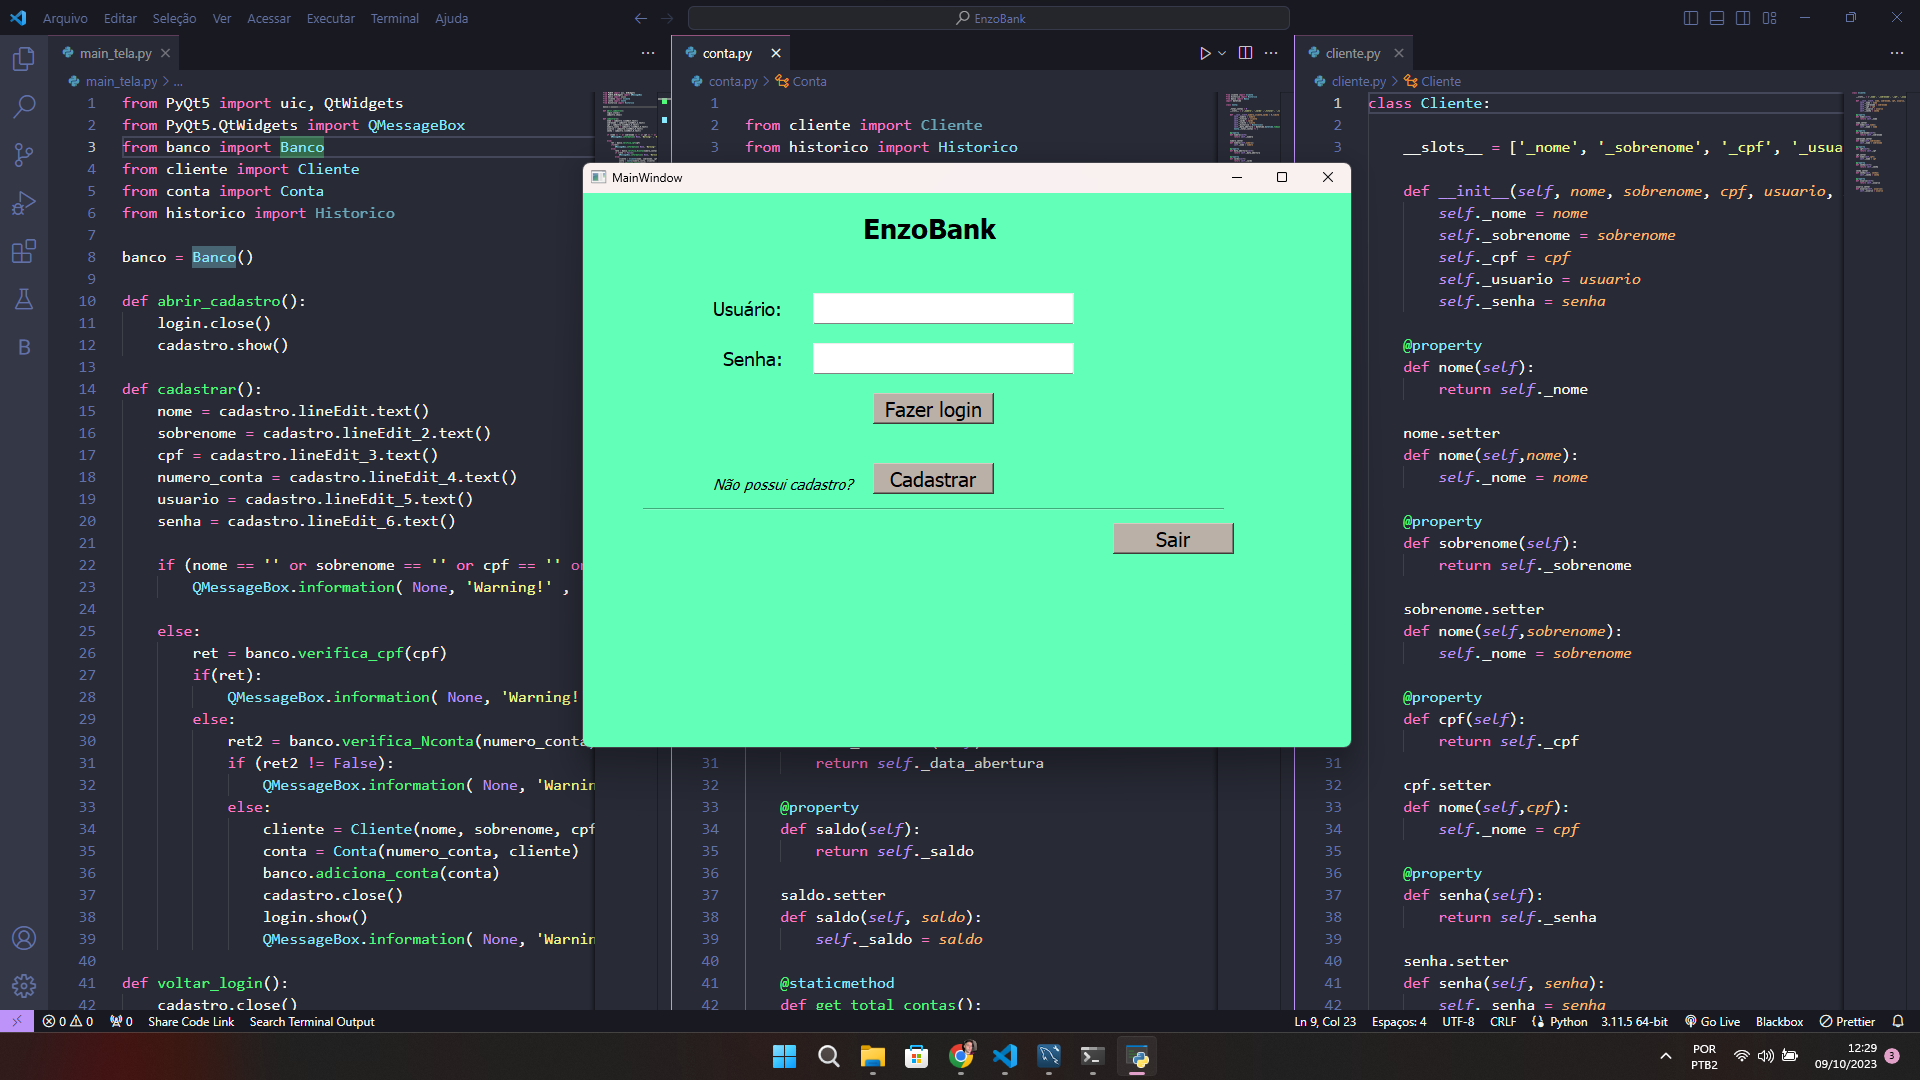 Arquivo Editar Seleção Ver Acessar Executar Terminal Ajuda
EnzoBank
main_tela.py
main_tela.py > ...
1 from PyQt5 import uic, QtWidgets
2 from PyQt5.QtWidgets import QMessageBox
3 from banco import Banco
4 from cliente import Cliente
5 from conta import Conta
6 from historico import Historico
7
8 banco = Banco()
9
10 def abrir_cadastro():
11 login.close()
12 cadastro.show()
13
14 def cadastrar():
15 nome = cadastro.lineEdit.text()
16 sobrenome = cadastro.lineEdit_2.text()
17 cpf = cadastro.lineEdit_3.text()
18 numero_conta = cadastro.lineEdit_4.text()
19 usuario = cadastro.lineEdit_5.text()
20 senha = cadastro.lineEdit_6.text()
21
22 if (nome == '' or sobrenome == '' or cpf == '' or
23 QMessageBox.information( None, 'Warning!' ,
24
25 else:
26 ret = banco.verifica_cpf(cpf)
27 if(ret):
28 QMessageBox.information( None, 'Warning!
29 else:
30 ret2 = banco.verifica_Nconta(numero_conta)
31 if (ret2 != False):
32 QMessageBox.information( None, 'Warnin
33 else:
34 cliente = Cliente(nome, sobrenome, cpf
35 conta = Conta(numero_conta, cliente)
36 banco.adiciona_conta(conta)
37 cadastro.close()
38 login.show()
39 QMessageBox.information( None, 'Warnin
40
41 def voltar_login():
42 cadastro.close()
conta.py
conta.py > Conta
1
2 from cliente import Cliente
3 from historico import Historico
MainWindow
EnzoBank
Usuário:
Senha:
Fazer login
Não possui cadastro? Cadastrar
Sair
31 return self._data_abertura
32
33 @property
34 def saldo(self):
35 return self._saldo
36
37 saldo.setter
38 def saldo(self, saldo):
39 self._saldo = saldo
40
41 @staticmethod
42 def get_total_contas():
cliente.py
cliente.py > Cliente
1 class Cliente:
2
3 __slots__ = ['_nome', '_sobrenome', '_cpf', '_usua
def __init__(self, nome, sobrenome, cpf, usuario,
self._nome = nome
self._sobrenome = sobrenome
self._cpf = cpf
self._usuario = usuario
self._senha = senha
@property
def nome(self):
return self._nome
nome.setter
def nome(self,nome):
self._nome = nome
@property
def sobrenome(self):
return self._sobrenome
sobrenome.setter
def nome(self,sobrenome):
self._nome = sobrenome
@property
def cpf(self):
return self._cpf
31
32 cpf.setter
33 def nome(self,cpf):
34 self._nome = cpf
35
36 @property
37 def senha(self):
38 return self._senha
39
40 senha.setter
41 def senha(self, senha):
42 self._senha = senha
0 0 0 Share Code Link Search Terminal Output
Ln 9, Col 23 Espaços: 4 UTF-8 CRLF Python 3.11.5 64-bit Go Live Blackbox Prettier
POR
PTB2
12:29
09/10/2023
3